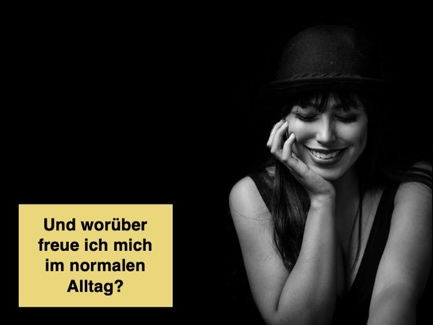 Und worüber
freue ich mich
im normalen
Alltag?